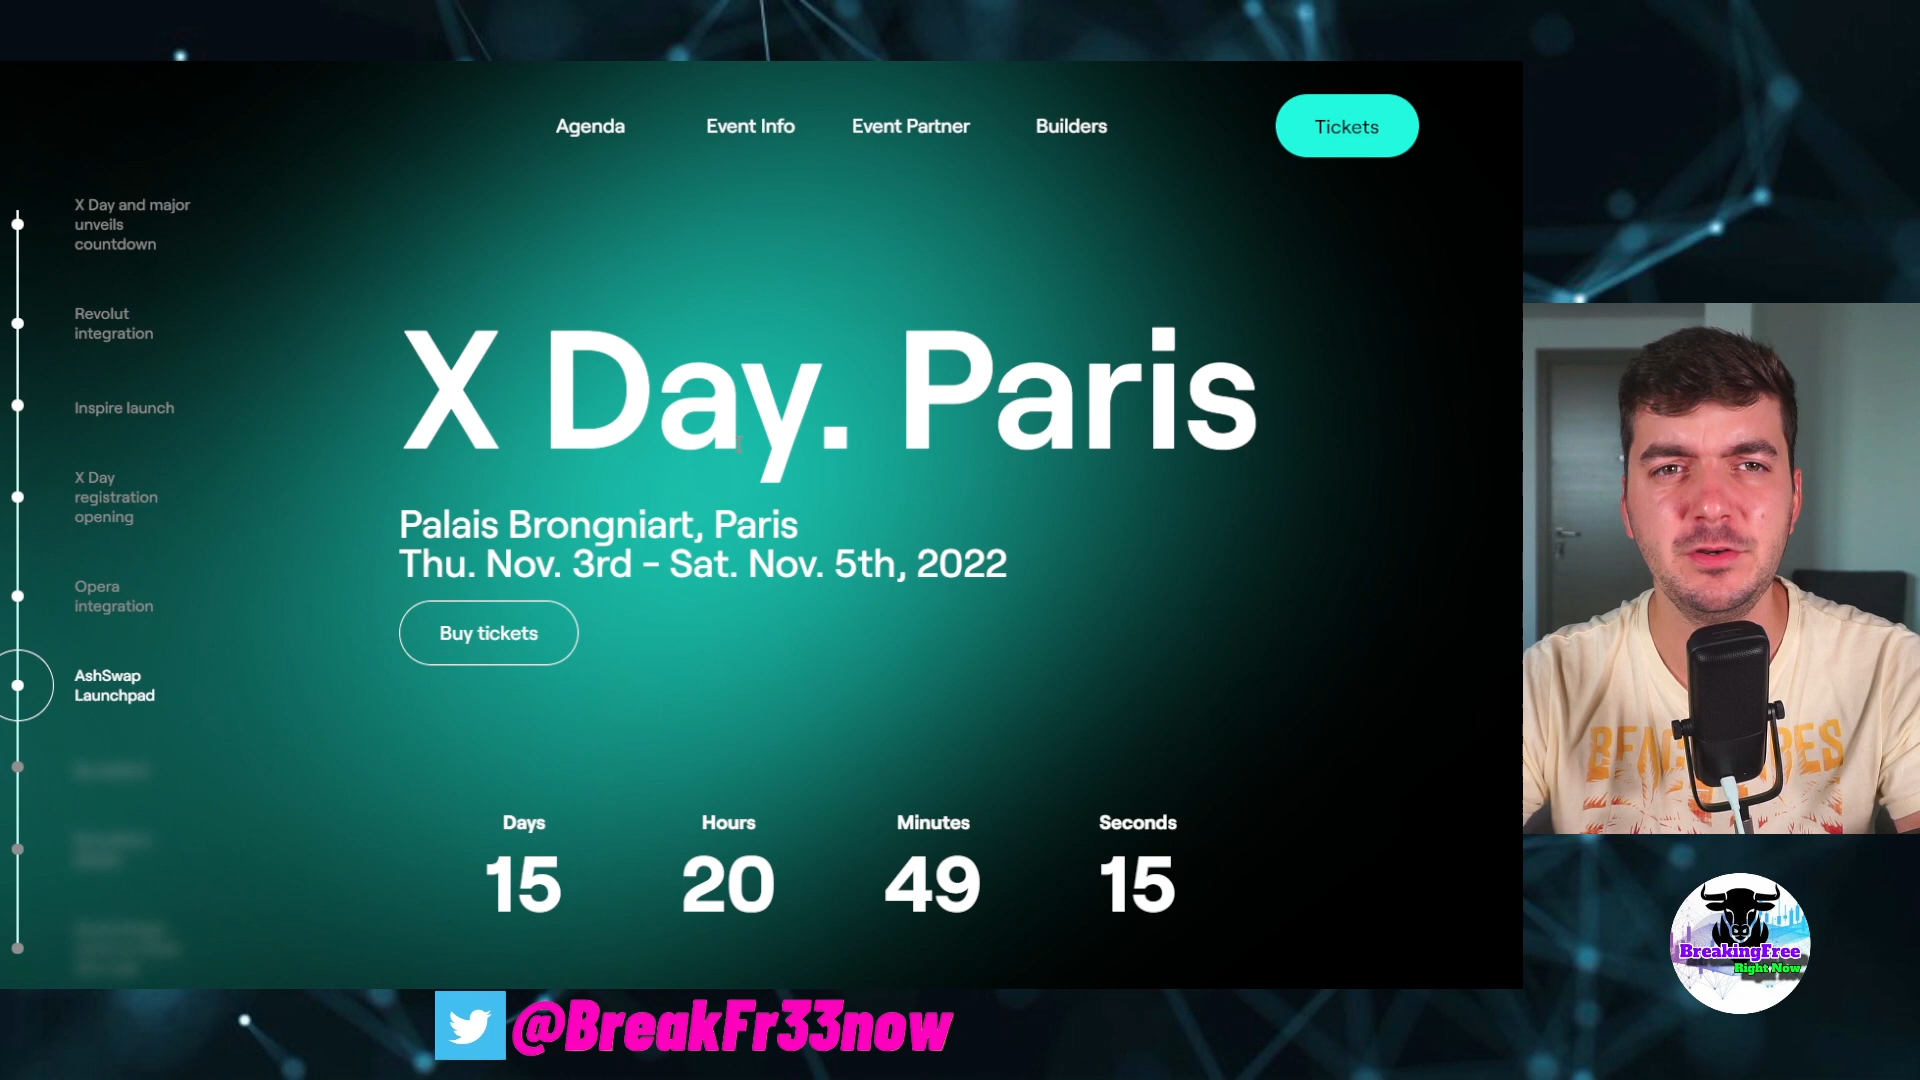 Agenda
Event Info
Event Partner
Builders
Tickets
X Day and major
unveils
countdown
Revolut
integration
Inspire launch
X Day
registration
opening
Opera
integration
AshSwap
Launchpad
X Day. Paris
Palais Brongniart, Paris
Thu. Nov. 3rd - Sat. Nov. 5th, 2022
Buy tickets
Days
Hours
Minutes
Seconds
15
20
49
15
BreakingFree
Right Now
@BreakFr33now